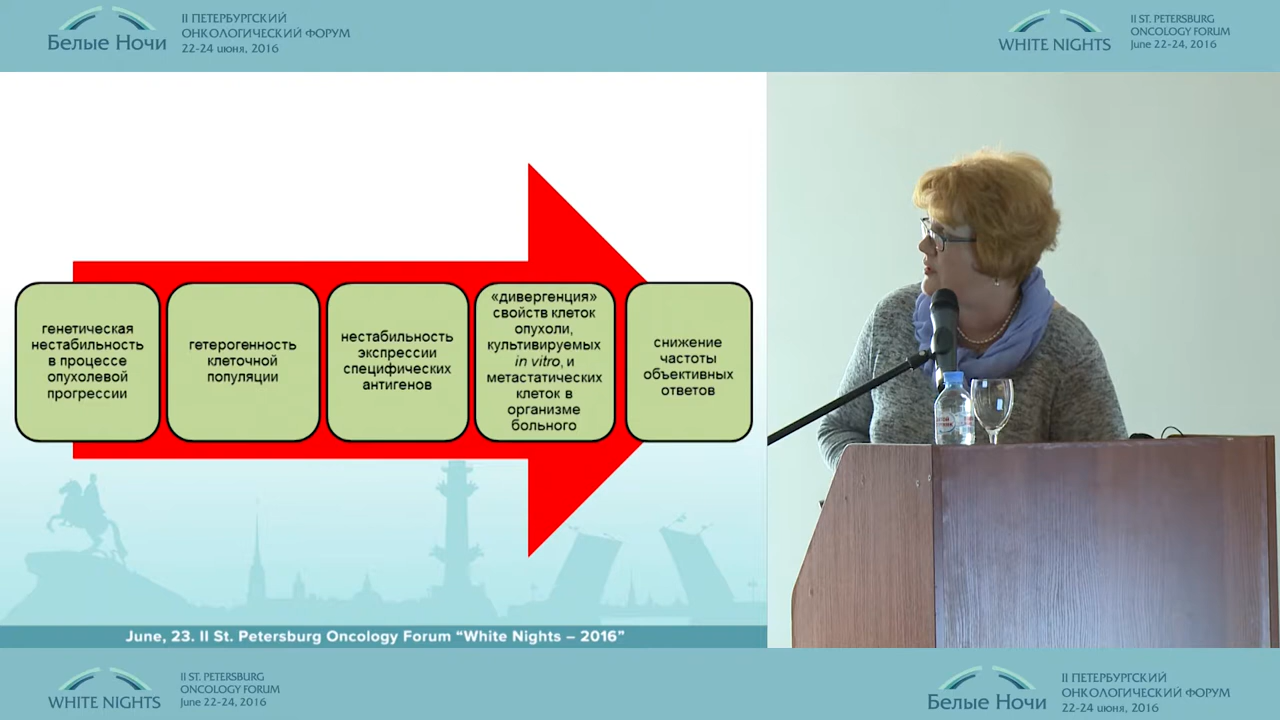 Белые Ночи
II ПЕТЕРБУРГСКИЙ
ОНКОЛОГИЧЕСКИЙ ФОРУМ
22-24 июня, 2016
WHITE NIGHTS
II ST. PETERSBURG
ONCOLOGY FORUM
June 22-24, 2016
генетическая
нестабильность
в процессе
опухолевой
прогрессии
гетерогенность
клеточной
популяции
нестабильность
экспрессии
специфических
антигенов
«дивергенция»
свойств клеток
опухоли,
культивируемых
in vitro, и
метастатических
клеток в
организме
больного
снижение
частоты
объективных
ответов
June, 23. II St. Petersburg Oncology Forum “White Nights – 2016”
WHITE NIGHTS
II ST. PETERSBURG
ONCOLOGY FORUM
June 22-24, 2016
Белые Ночи
II ПЕТЕРБУРГСКИЙ
ОНКОЛОГИЧЕСКИЙ ФОРУМ
22-24 июня, 2016